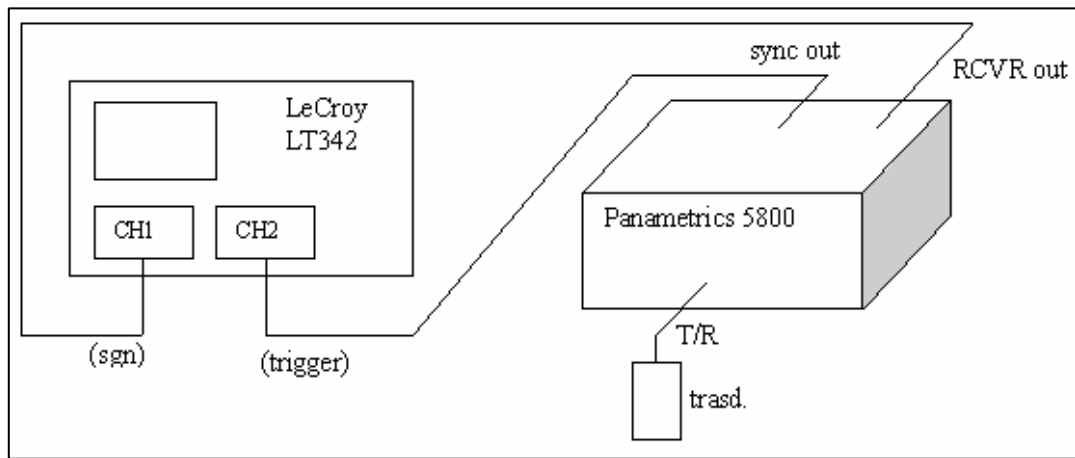 sync out
RCVR out
LeCroy
LT342
CH1
CH2
Panametrics 5800
(sgn)
(trigger)
T/R
trasd.